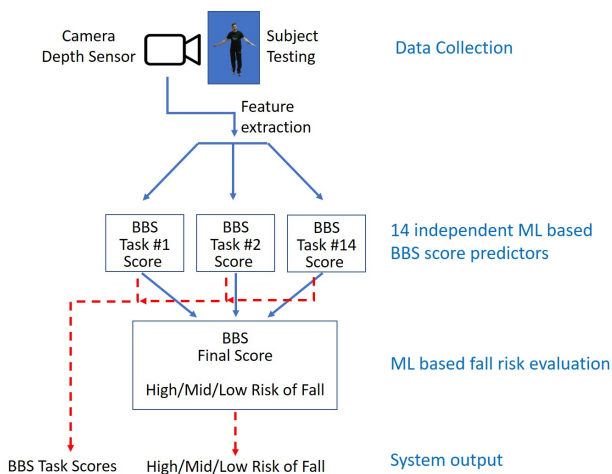 Camera
Depth Sensor
Subject
Testing
Data Collection
Feature
extraction
BBS
Task #1
Score
BBS
Task #2
Score
BBS
Task #14
Score
14 independent ML based
BBS score predictors
BBS
Final Score
High/Mid/Low Risk of Fall
ML based fall risk evaluation
BBS Task Scores
High/Mid/Low Risk of Fall
System output